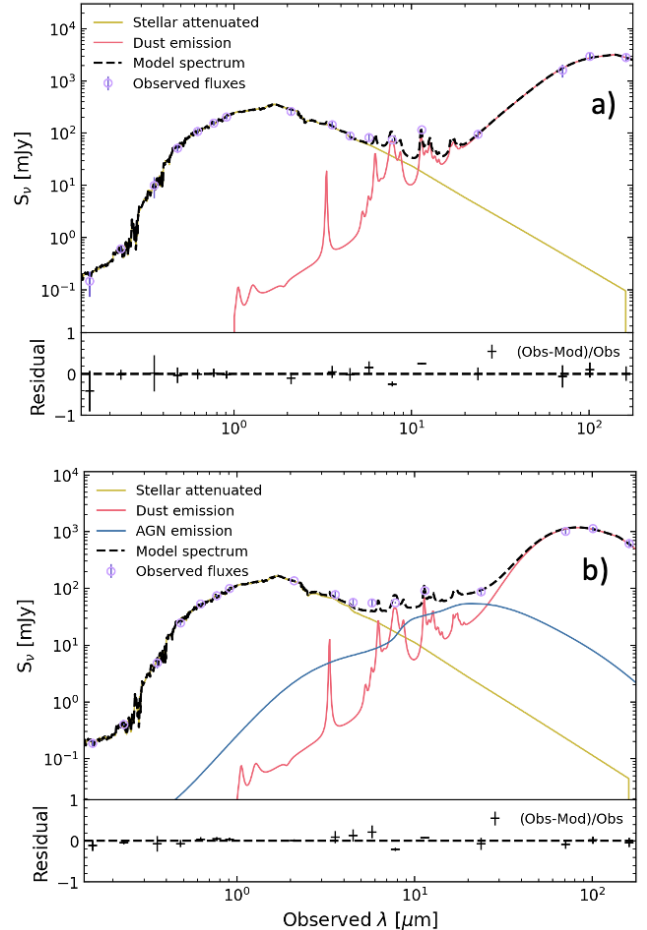 10⁴
10³
10²
10¹
10⁰
10⁻¹
Sν [mJy]
Stellar attenuated
Dust emission
Model spectrum
Observed fluxes
a)
1
0
−1
Residual
(Obs-Mod)/Obs
10⁰
10¹
10²
10⁴
10³
10²
10¹
10⁰
10⁻¹
Sν [mJy]
Stellar attenuated
Dust emission
AGN emission
Model spectrum
Observed fluxes
b)
1
0
−1
Residual
(Obs-Mod)/Obs
10⁰
10¹
10²
Observed λ [μm]